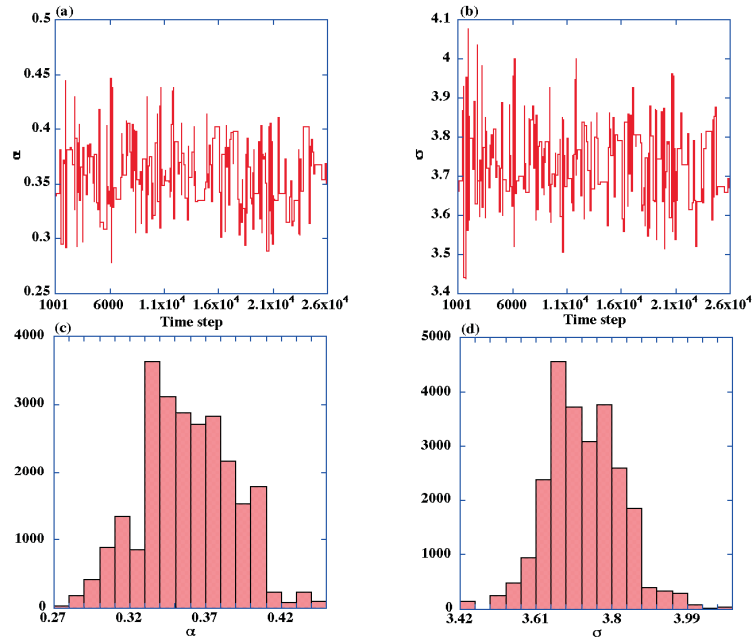 (a)
0.5
0.45
0.4
0.35
0.3
0.25
α
1001 6000 1.1x10⁴ 1.6x10⁴ 2.1x10⁴ 2.6x10⁴
Time step
(b)
4.1
4
3.9
3.8
3.7
3.6
3.5
3.4
σ
1001 6000 1.1x10⁴ 1.6x10⁴ 2.1x10⁴ 2.6x10⁴
Time step
(c)
4000
3000
2000
1000
0
0.27 0.32 0.37 0.42
α
(d)
5000
4000
3000
2000
1000
0
3.42 3.61 3.8 3.99
σ